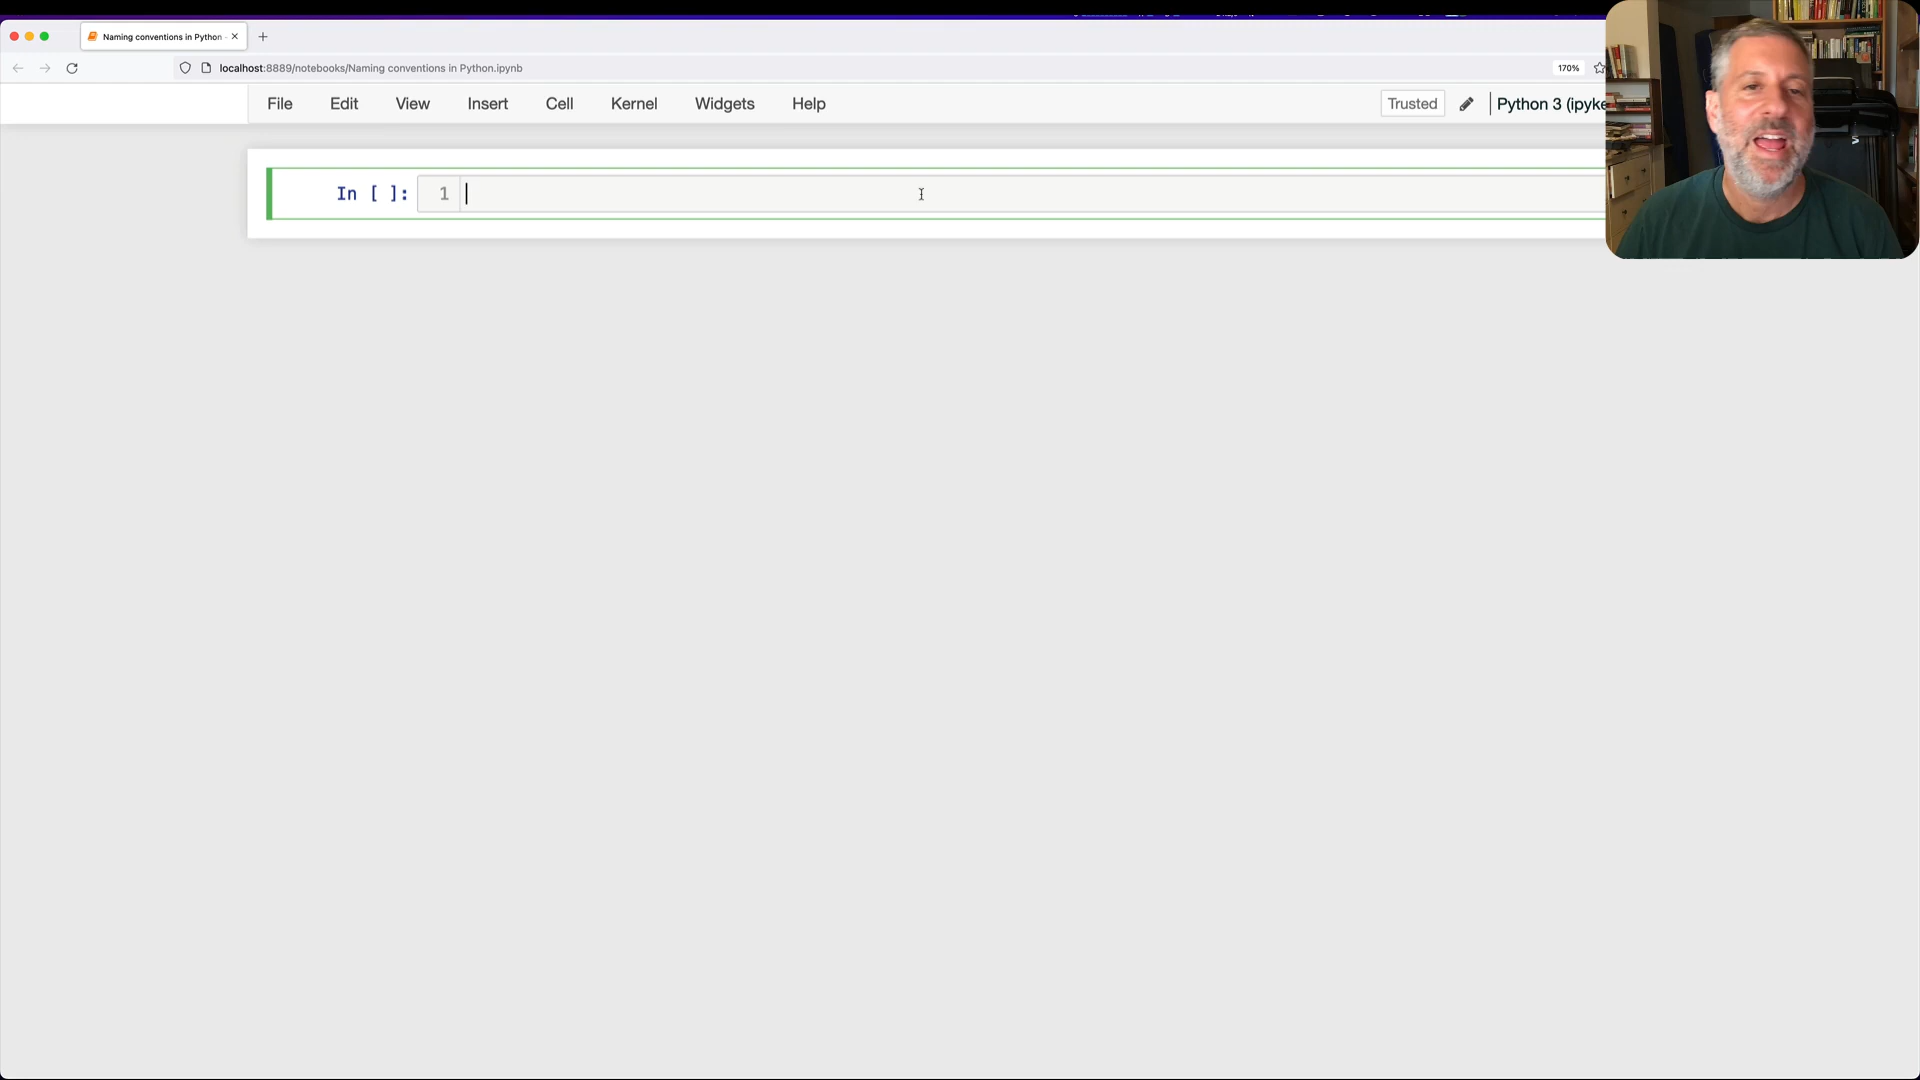 Naming conventions in Python -
localhost:8889/notebooks/Naming conventions in Python.ipynb
170%
File Edit View Insert Cell Kernel Widgets Help
Trusted
Python 3 (ipyke
In [ ]:
1